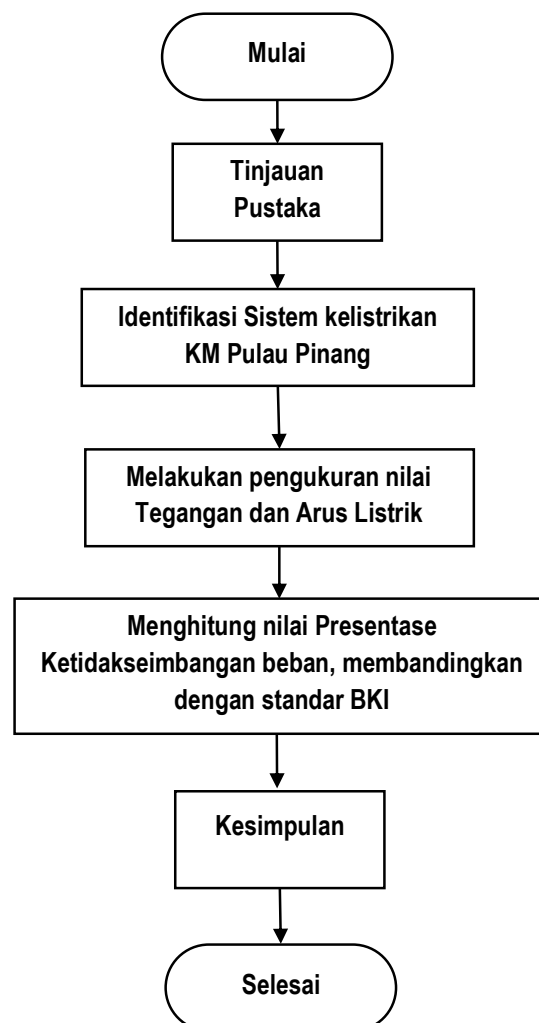 Mulai
Tinjauan
Pustaka
Identifikasi Sistem kelistrikan
KM Pulau Pinang
Melakukan pengukuran nilai
Tegangan dan Arus Listrik
Menghitung nilai Presentase
Ketidakseimbangan beban, membandingkan
dengan standar BKI
Kesimpulan
Selesai